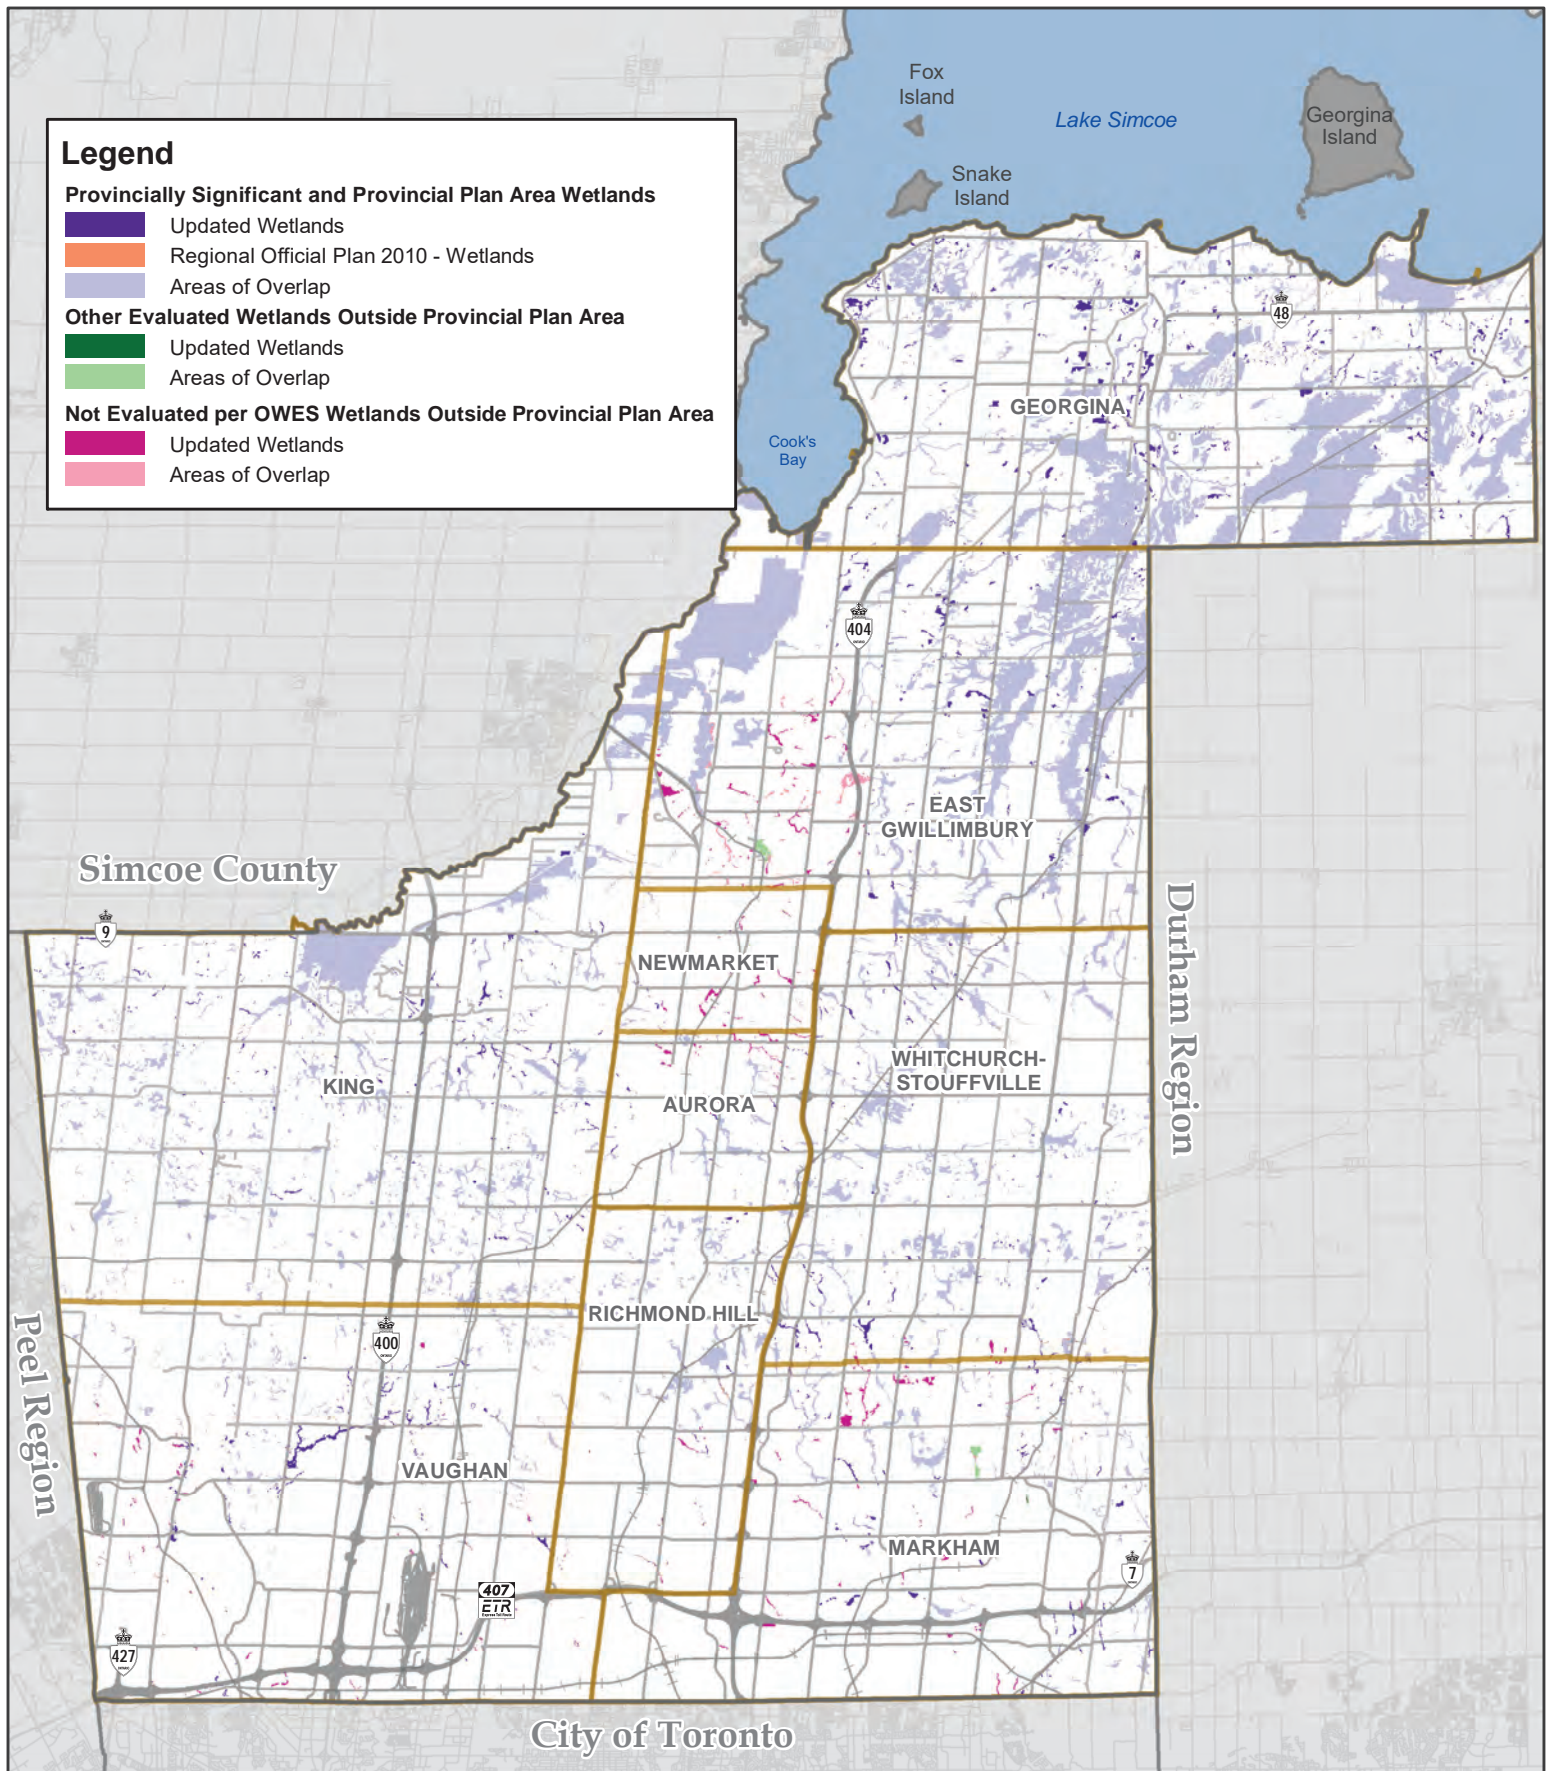 Fox
Island
Lake Simcoe
Georgina
Island
Snake
Island
Legend
Provincially Significant and Provincial Plan Area Wetlands
Updated Wetlands
Regional Official Plan 2010 - Wetlands
Areas of Overlap
Other Evaluated Wetlands Outside Provincial Plan Area
Updated Wetlands
Areas of Overlap
Not Evaluated per OWES Wetlands Outside Provincial Plan Area
Updated Wetlands
Areas of Overlap
48
GEORGINA
Cook's
Bay
404
EAST
GWILLIMBURY
Simcoe County
Durham Region
9
NEWMARKET
WHITCHURCH-
STOUFFVILLE
KING
AURORA
RICHMOND HILL
Peel Region
400
VAUGHAN
MARKHAM
7
407
ETR
427
City of Toronto